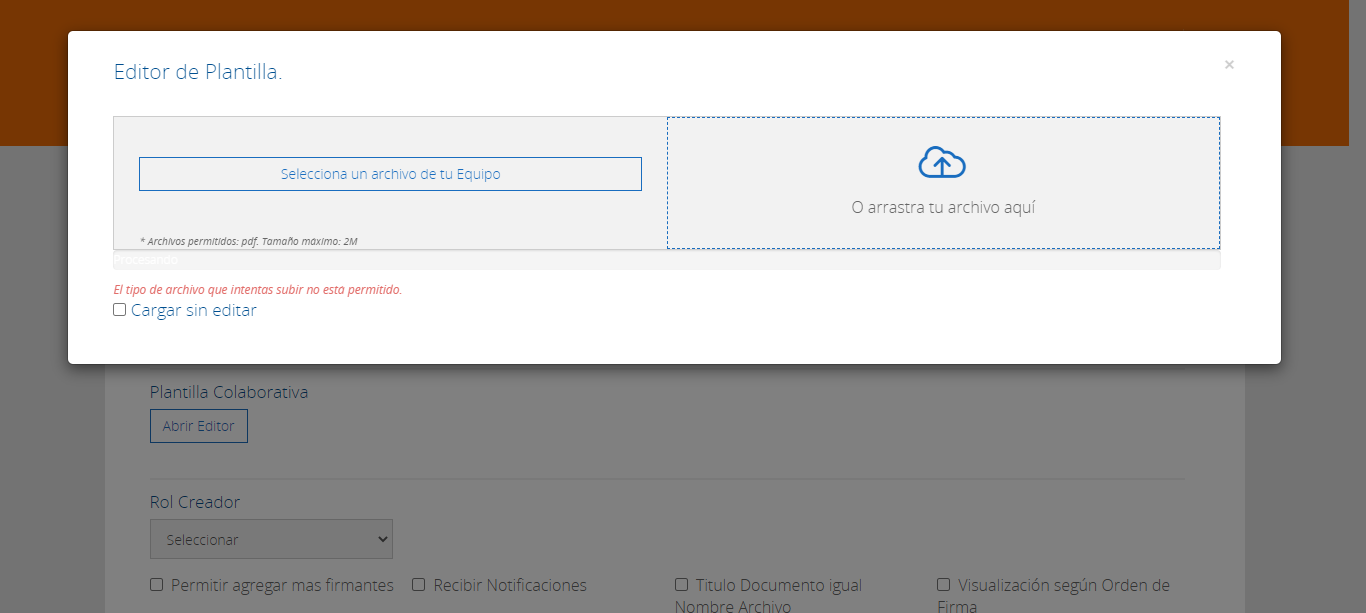 Editor de Plantilla.
×
Selecciona un archivo de tu Equipo
O arrastra tu archivo aquí
* Archivos permitidos: pdf. Tamaño máximo: 2M
Procesando
El tipo de archivo que intentas subir no está permitido.
Cargar sin editar
Plantilla Colaborativa
Abrir Editor
Rol Creador
Seleccionar
Permitir agregar mas firmantes
Recibir Notificaciones
Titulo Documento igual
Nombre Archivo
Visualización según Orden de
Firma